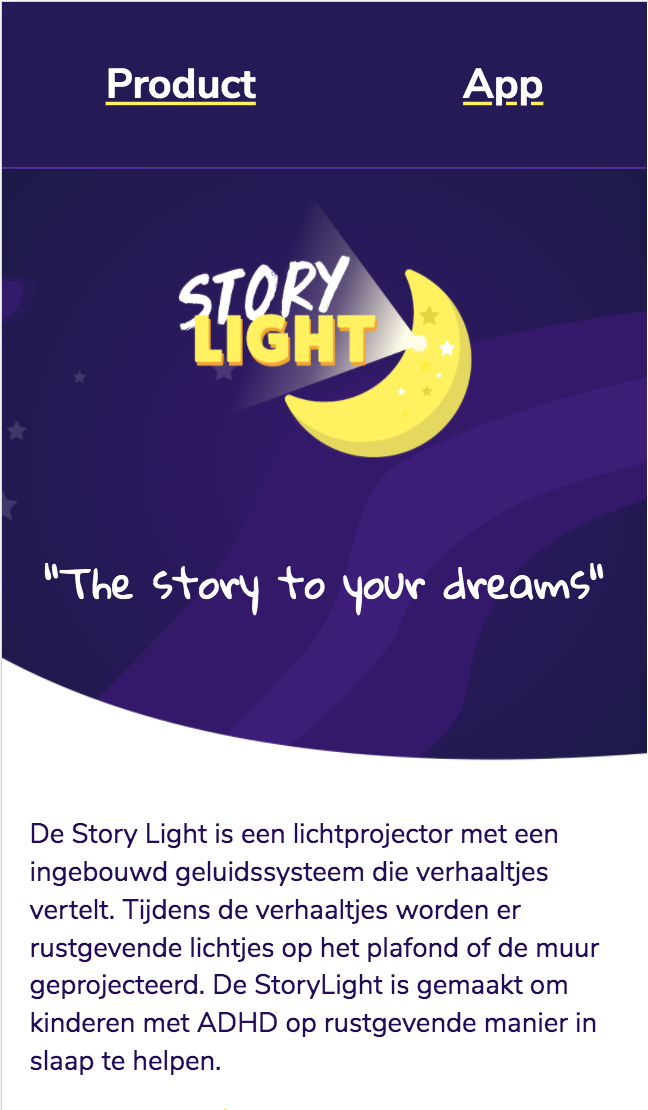 Product App
STORY
LIGHT
"The story to your dreams"
De Story Light is een lichtprojector met een
ingebouwd geluidssysteem die verhaaltjes
vertelt. Tijdens de verhaaltjes worden er
rustgevende lichtjes op het plafond of de muur
geprojecteerd. De StoryLight is gemaakt om
kinderen met ADHD op rustgevende manier in
slaap te helpen.